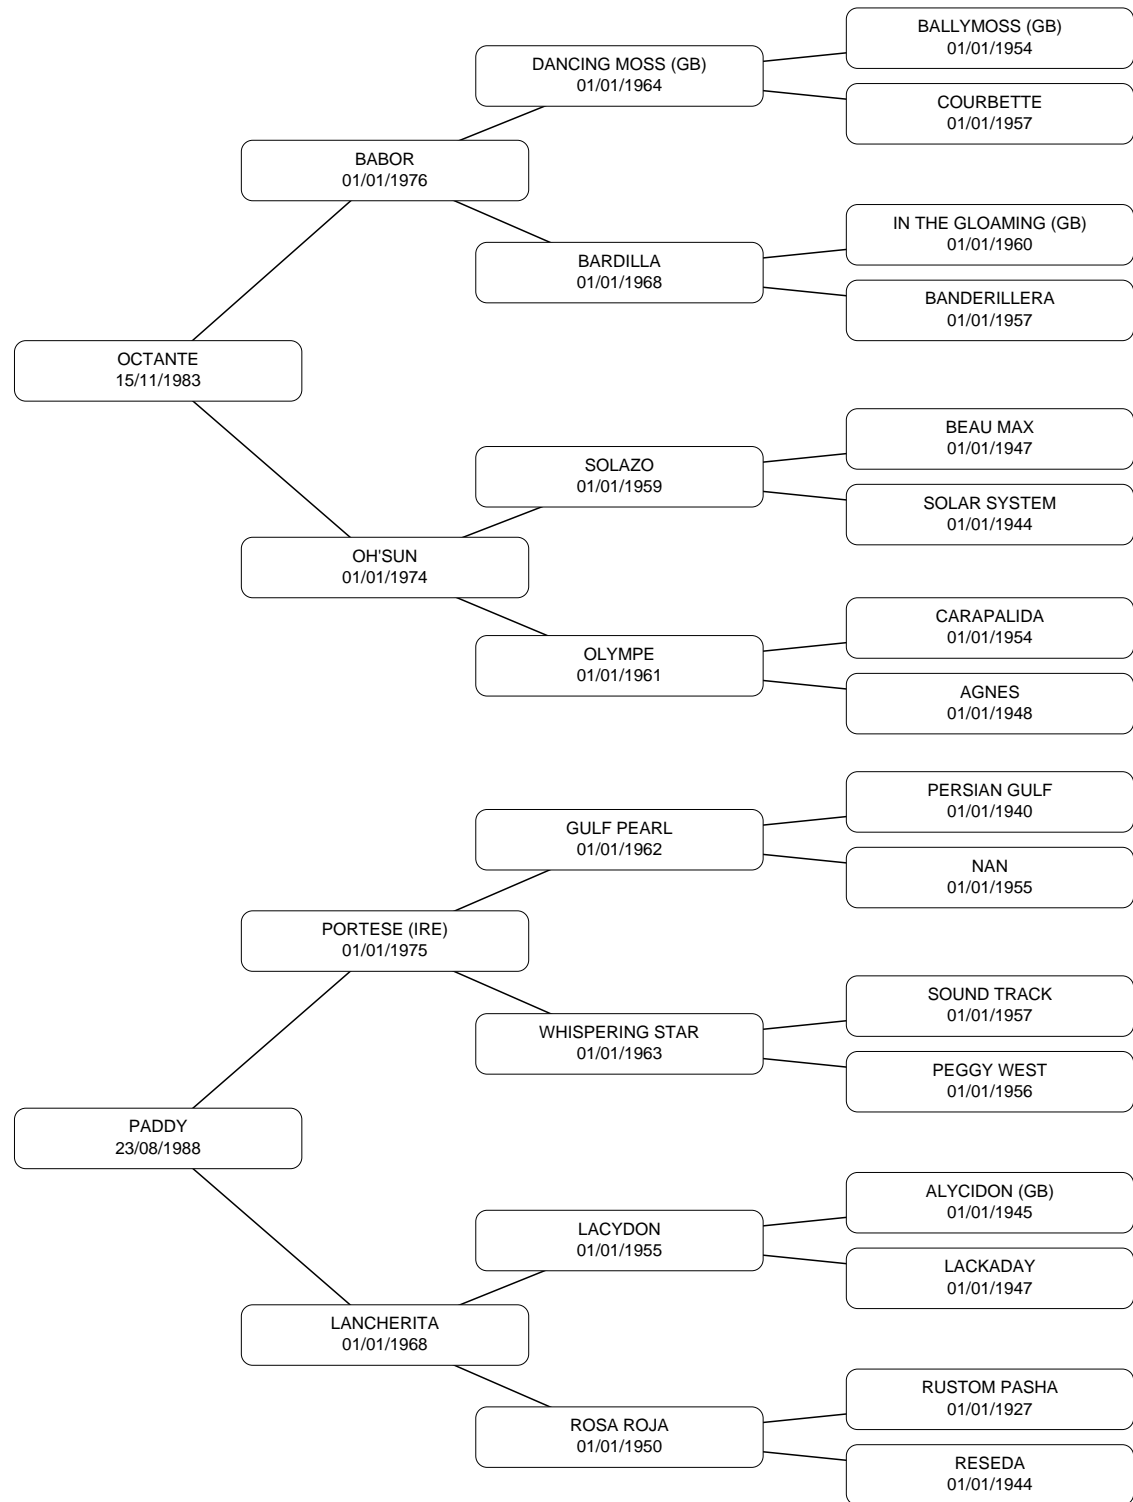 BALLYMOSS (GB)
01/01/1954
DANCING MOSS (GB)
01/01/1964
COURBETTE
01/01/1957
BABOR
01/01/1976
IN THE GLOAMING (GB)
01/01/1960
BARDILLA
01/01/1968
BANDERILLERA
01/01/1957
OCTANTE
15/11/1983
BEAU MAX
01/01/1947
SOLAZO
01/01/1959
SOLAR SYSTEM
01/01/1944
OH'SUN
01/01/1974
CARAPALIDA
01/01/1954
OLYMPE
01/01/1961
AGNES
01/01/1948
PERSIAN GULF
01/01/1940
GULF PEARL
01/01/1962
NAN
01/01/1955
PORTESE (IRE)
01/01/1975
SOUND TRACK
01/01/1957
WHISPERING STAR
01/01/1963
PEGGY WEST
01/01/1956
PADDY
23/08/1988
ALYCIDON (GB)
01/01/1945
LACYDON
01/01/1955
LACKADAY
01/01/1947
LANCHERITA
01/01/1968
RUSTOM PASHA
01/01/1927
ROSA ROJA
01/01/1950
RESEDA
01/01/1944